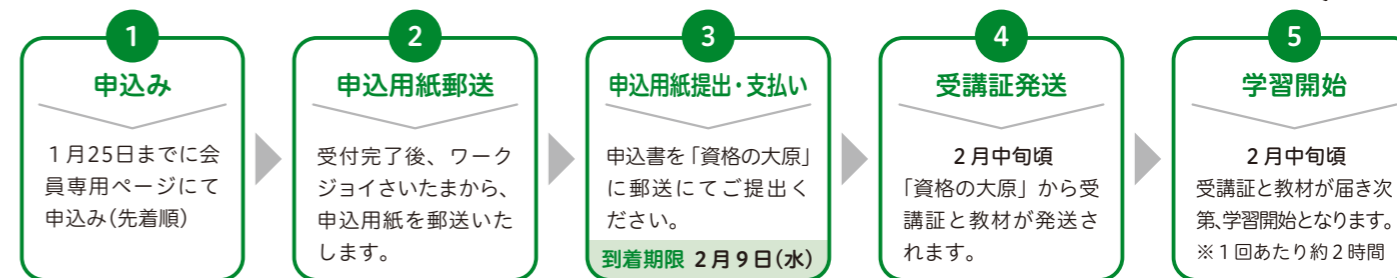 1
申込み
１月25日までに会
員専用ページにて
申込み(先着順)
2
申込用紙郵送
受付完了後、ワーク
ジョイさいたまから、
申込用紙を郵送いた
します。
3
申込用紙提出・支払い
申込書を「資格の大原」
に郵送にてご提出く
ださい。
到着期限 ２月９日(水)
4
受講証発送
２月中旬頃
「資格の大原」から受
講証と教材が発送さ
れます。
5
学習開始
２月中旬頃
受講証と教材が届き次
第、学習開始となります。
※１回あたり約２時間